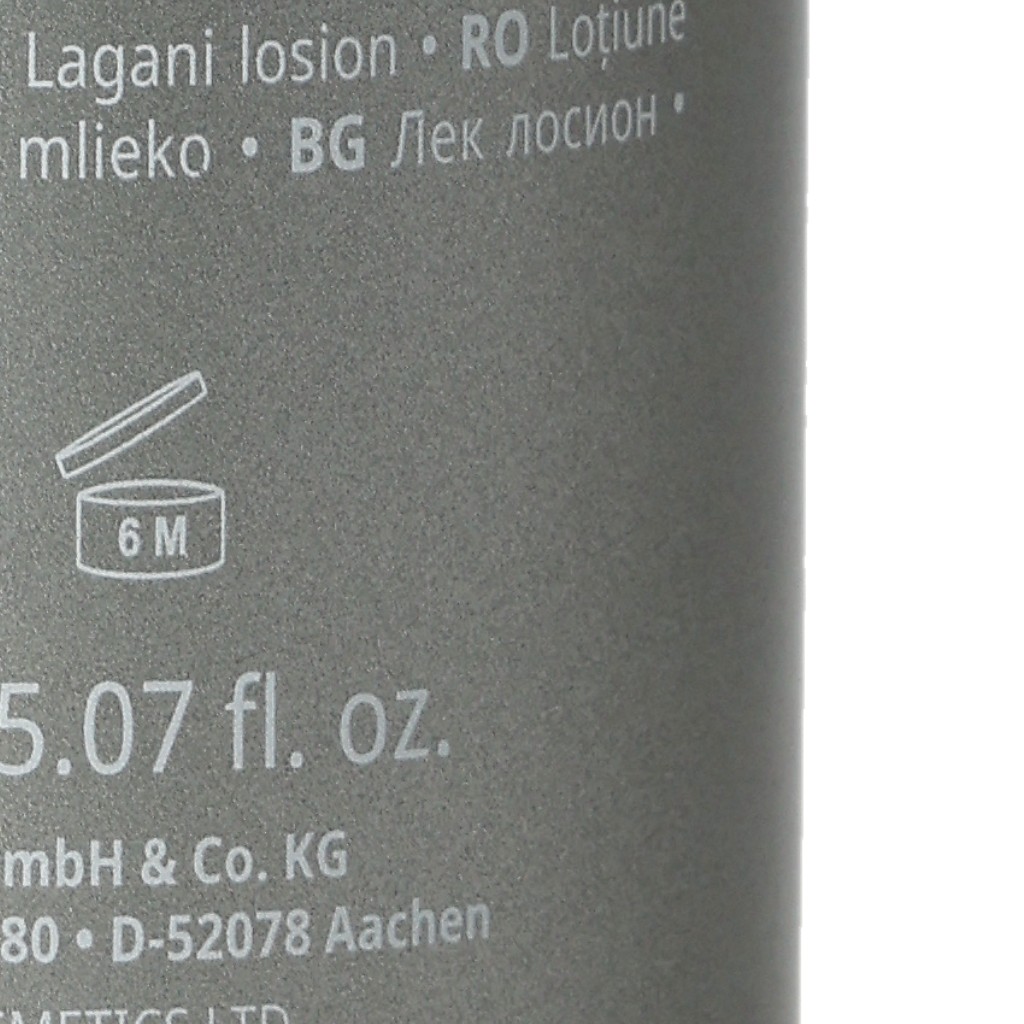 Lagani losion • RO Loțiune
mlieko • BG Лек лосион •
6 M
5.07 fl. oz.
mbH & Co. KG
80 • D-52078 Aachen
LTD